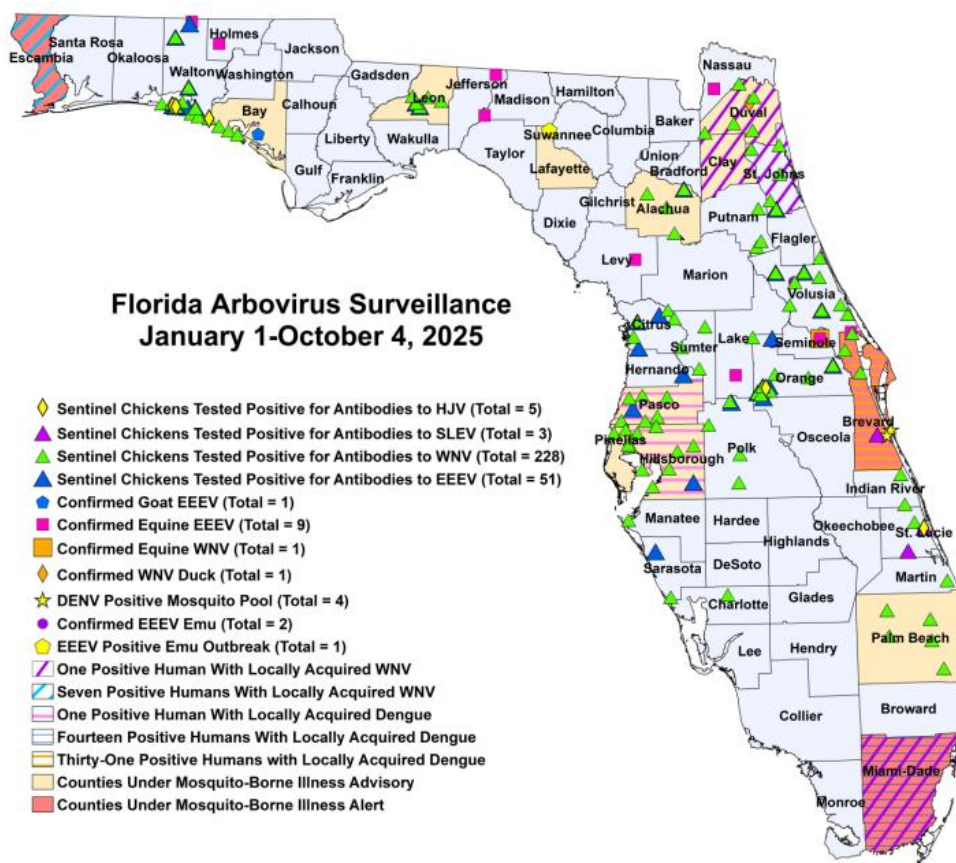 Nassau
Holmes
Jackson
Santa Rosa
Escambia
Okaloosa
Walton
Washington
Gadsden
Leon
Jefferson
Madison
Hamilton
Baker
Duval
Bay
Calhoun
Liberty
Wakulla
Suwannee
Columbia
Union
Bradford
Clay
St. Johns
Gulf
Franklin
Taylor
Lafayette
Gilchrist
Alachua
Putnam
Dixie
Flagler
Levy
Marion
Volusia
Florida Arbovirus Surveillance
January 1-October 4, 2025
Citrus
Sumter
Lake
Seminole
Hernando
Orange
Pasco
Brevard
Pinellas
Hillsborough
Polk
Osceola
Indian River
Manatee
Hardee
Highlands
Okeechobee
St. Lucie
Sarasota
DeSoto
Martin
Charlotte
Glades
Palm Beach
Lee
Hendry
Collier
Broward
Monroe
Miami-Dade
Sentinel Chickens Tested Positive for Antibodies to HJV (Total = 5)
Sentinel Chickens Tested Positive for Antibodies to SLEV (Total = 3)
Sentinel Chickens Tested Positive for Antibodies to WNV (Total = 228)
Sentinel Chickens Tested Positive for Antibodies to EEEV (Total = 51)
Confirmed Goat EEEV (Total = 1)
Confirmed Equine EEEV (Total = 9)
Confirmed Equine WNV (Total = 1)
Confirmed WNV Duck (Total = 1)
DENV Positive Mosquito Pool (Total = 4)
Confirmed EEEV Emu (Total = 2)
EEEV Positive Emu Outbreak (Total = 1)
One Positive Human With Locally Acquired WNV
Seven Positive Humans With Locally Acquired WNV
One Positive Human With Locally Acquired Dengue
Fourteen Positive Humans With Locally Acquired Dengue
Thirty-One Positive Humans with Locally Acquired Dengue
Counties Under Mosquito-Borne Illness Advisory
Counties Under Mosquito-Borne Illness Alert